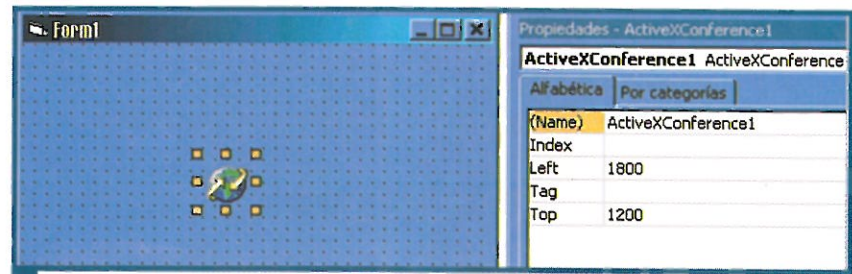 Form1
Propiedades - ActiveXConference1
ActiveXConference1 ActiveXConference
Alfabética Por categorías
(Name) ActiveXConference1
Index
Left 1800
Tag
Top 1200